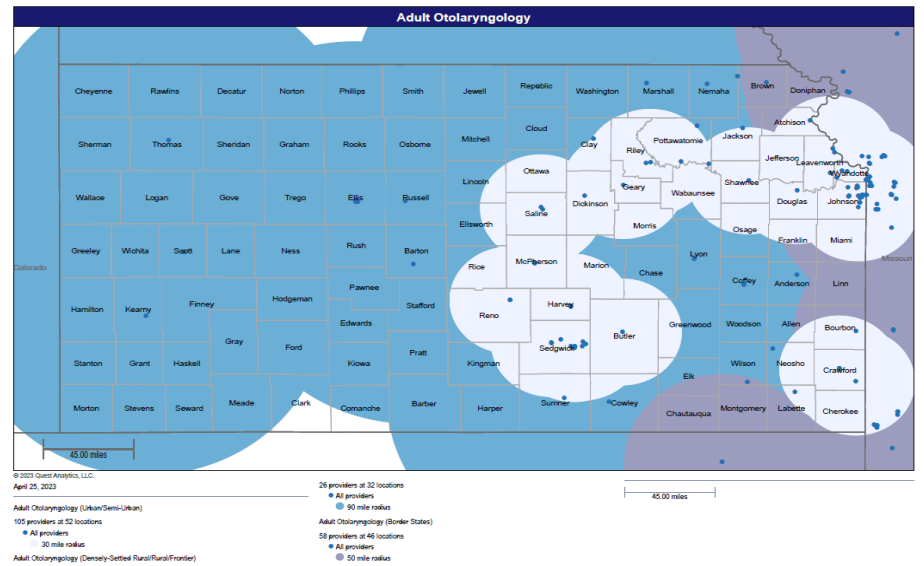 Adult Otolaryngology
Cheyenne Rawlins Decatur Norton Phillips Smith Jewell Republic Washington Marshall Nemaha Brown Doniphan
Atchison
Sherman Thomas Sheridan Graham Rooks Osborne Mitchell Cloud Clay Riley Pottawatomie Jackson
Jefferson Leavenworth
Wyandotte
Wallace Logan Gove Trego Ellis Russell Lincoln Ottawa Saline Dickinson Geary Wabaunsee Shawnee Douglas Johnson
Ellsworth Morris Osage
Greeley Wichita Scott Lane Ness Rush Barton Rice McPherson Marion Chase Lyon Franklin Miami
Colorado Missouri
Hamilton Kearny Finney Hodgeman Pawnee Stafford Reno Harvey Coffey Anderson Linn
Gray Ford Edwards Sedgwick Butler Greenwood Woodson Allen Bourbon
Stanton Grant Haskell Kiowa Pratt Kingman Elk Wilson Neosho Crawford
Morton Stevens Seward Meade Clark Comanche Barber Harper Sumner Cowley Chautauqua Montgomery Labette Cherokee
45.00 miles
© 2023 Quest Analytics, LLC.
April 25, 2023
Adult Otolaryngology (Urban/Semi-Urban)
105 providers at 52 locations
All providers
30 mile radius
Adult Otolaryngology (Densely-Settled Rural/Rural/Frontier)
26 providers at 32 locations
All providers
90 mile radius
Adult Otolaryngology (Border States)
58 providers at 46 locations
All providers
50 mile radius
45.00 miles